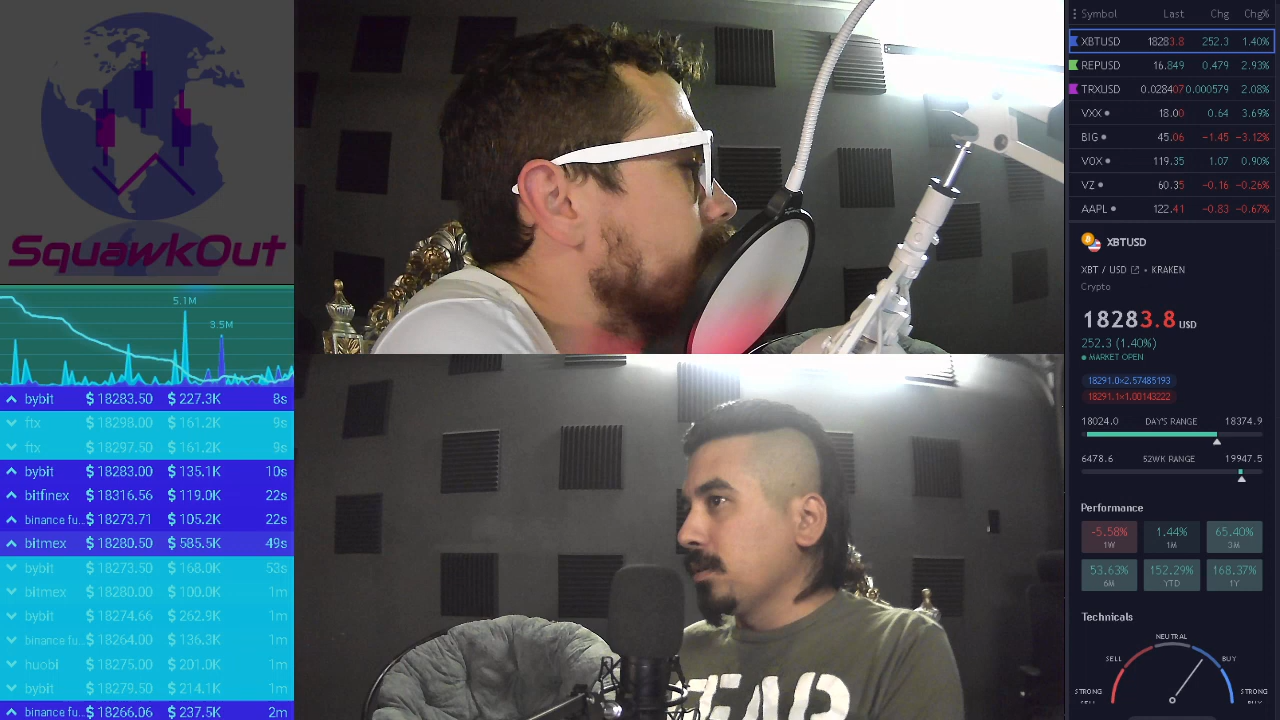 SquawkOut
5.1M
3.5M
bybit $ 18283.50 $ 227.3K 8s
ftx $ 18298.00 $ 161.2K 9s
ftx $ 18297.50 $ 161.2K 9s
bybit $ 18283.00 $ 135.1K 10s
bitfinex $ 18316.56 $ 119.0K 22s
binance fu... $ 18273.71 $ 105.2K 22s
bitmex $ 18280.50 $ 585.5K 49s
bybit $ 18273.50 $ 168.0K 53s
bitmex $ 18280.00 $ 100.0K 1m
bybit $ 18274.66 $ 262.9K 1m
binance fu... $ 18264.00 $ 136.3K 1m
huobi $ 18275.00 $ 201.0K 1m
bybit $ 18279.50 $ 214.1K 1m
binance fu... $ 18266.06 $ 237.5K 2m
Symbol Last Chg Chg%
XBTUSD 18283.8 252.3 1.40%
REPUSD 16.849 0.479 2.93%
TRXUSD 0.028407 0.000579 2.08%
VXX 18.00 0.64 3.69%
BIG 45.06 −1.45 −3.12%
VOX 119.35 1.07 0.90%
VZ 60.35 −0.16 −0.26%
AAPL 122.41 −0.83 −0.67%
XBTUSD
XBT / USD • KRAKEN
Crypto
18283.8 USD
252.3 (1.40%)
MARKET OPEN
18291.0×2.57485193
18291.1×1.00143222
18024.0 DAY'S RANGE 18374.9
6478.6 52WK RANGE 19947.5
Performance
-5.58% 1.44% 65.40%
1W 1M 3M
53.63% 152.29% 168.37%
6M YTD 1Y
Technicals
NEUTRAL
SELL BUY
STRONG STRONG